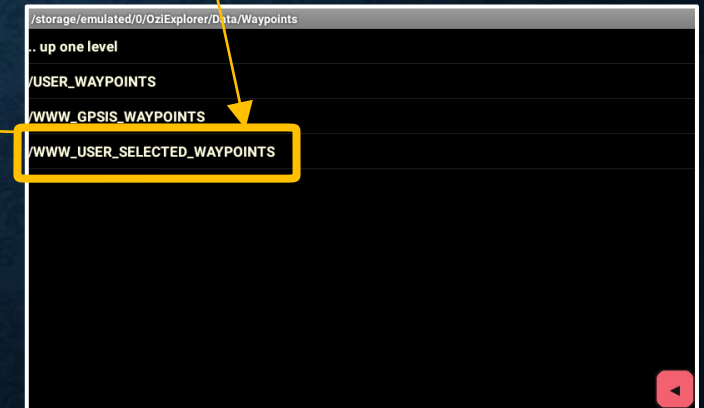 /storage/emulated/0/OziExplorer/Data/Waypoints
.. up one level
/USER_WAYPOINTS
/WWW_GPSIS_WAYPOINTS
/WWW_USER_SELECTED_WAYPOINTS